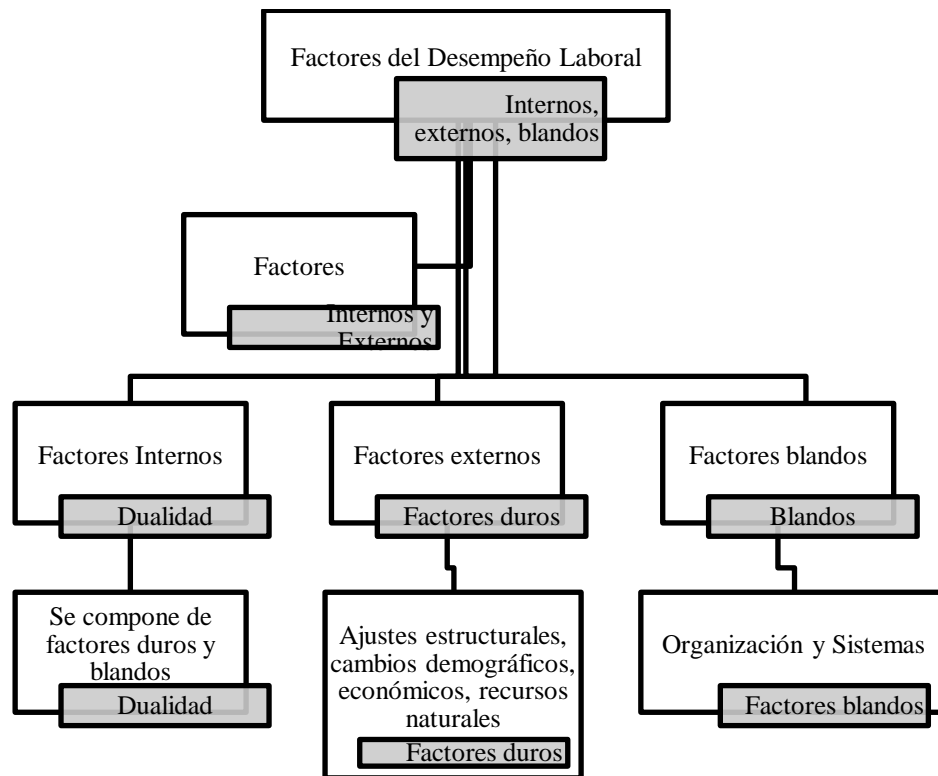 Factores del Desempeño Laboral
Internos,
externos, blandos
Factores
Internos y
Externos
Factores Internos
Dualidad
Factores externos
Factores duros
Factores blandos
Blandos
Se compone de
factores duros y
blandos
Dualidad
Ajustes estructurales,
cambios demográficos,
económicos, recursos
naturales
Factores duros
Organización y Sistemas
Factores blandos